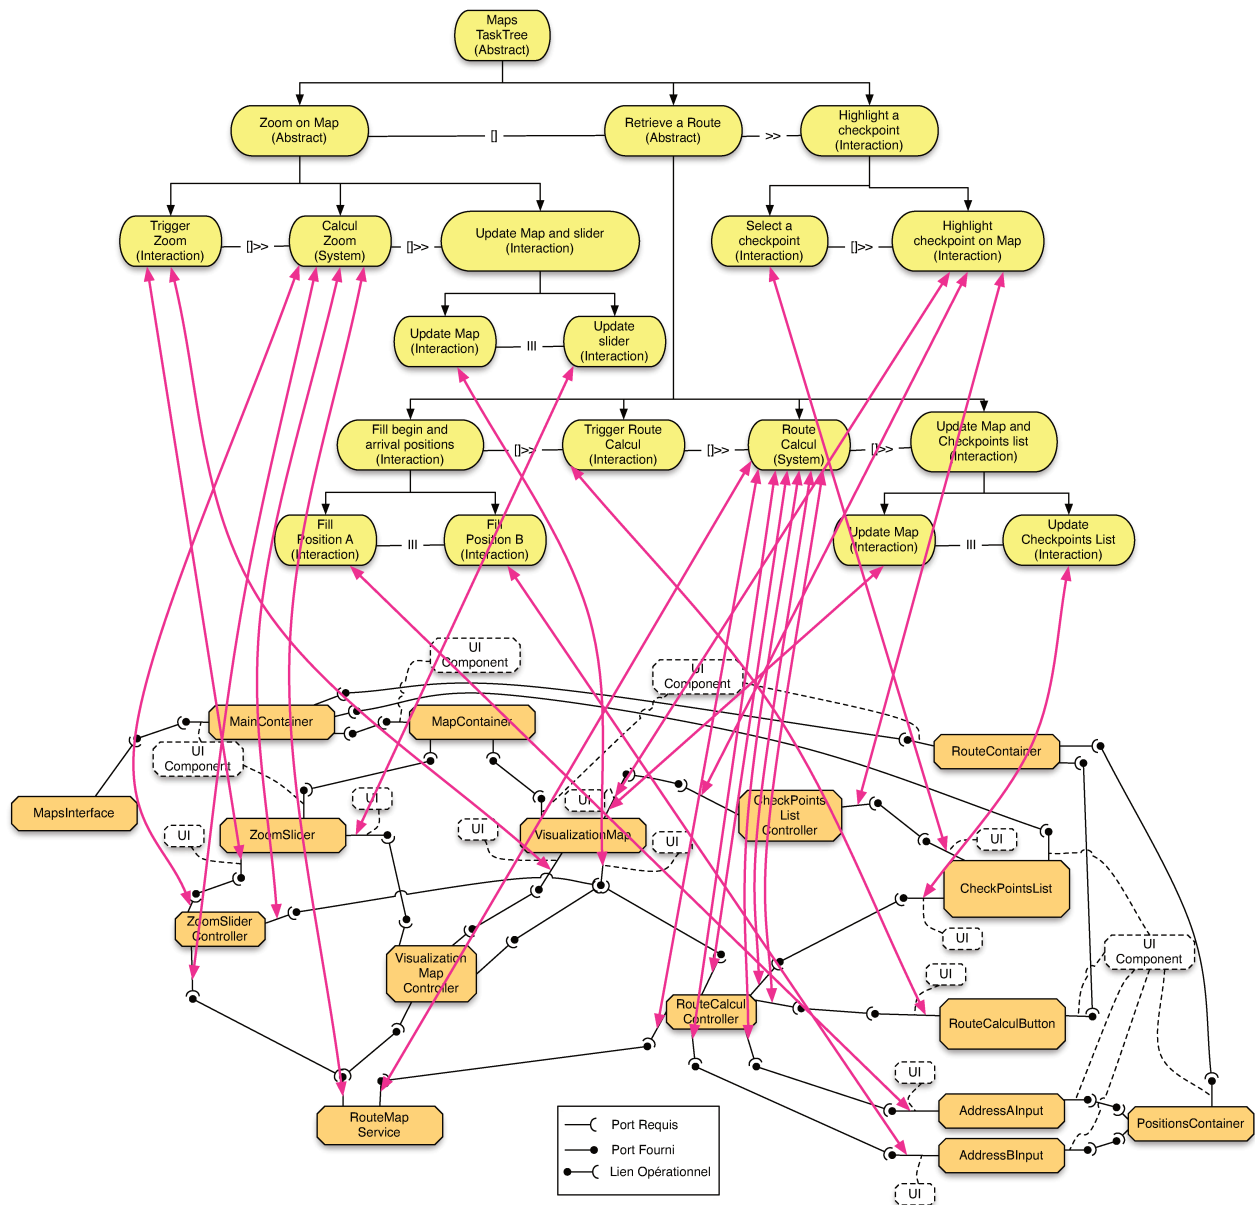 Maps
TaskTree
(Abstract)
Zoom on Map
(Abstract)
[]
Retrieve a Route
(Abstract)
>>
Highlight a
checkpoint
(Interaction)
Trigger
Zoom
(Interaction)
[]>>
Calcul
Zoom
(System)
[]>>
Update Map and slider
(Interaction)
Select a
checkpoint
(Interaction)
[]>>
Highlight
checkpoint on Map
(Interaction)
Update Map
(Interaction)
III
Update
slider
(Interaction)
Fill begin and
arrival positions
(Interaction)
[]>>
Trigger Route
Calcul
(Interaction)
[]>>
Route
Calcul
(System)
[]>>
Update Map and
Checkpoints list
(Interaction)
Fill
Position A
(Interaction)
III
Fill
Position B
(Interaction)
Update Map
(Interaction)
III
Update
Checkpoints List
(Interaction)
UI
Component
UI
Component
MainContainer
MapContainer
UI
Component
RouteContainer
MapsInterface
UI
UI
ZoomSlider
UI
UI
VisualizationMap
UI
CheckPoints
List
Controller
UI
CheckPointsList
ZoomSlider
Controller
UI
Visualization
Map
Controller
UI
Component
UI
RouteCalcul
Controller
RouteCalculButton
UI
RouteMap
Service
AddressAInput
PositionsContainer
AddressBInput
UI
Port Requis
Port Fourni
Lien Opérationnel